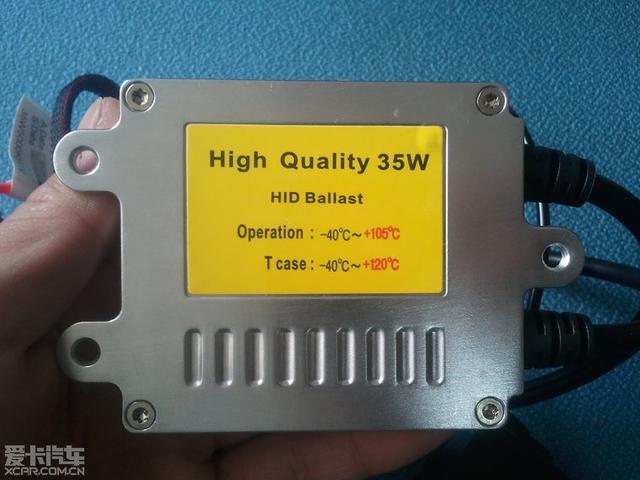 High Quality 35W
HID Ballast
Operation : -40℃~+105℃
T case : -40℃~+120℃
爱卡汽车
XCAR.COM.CN